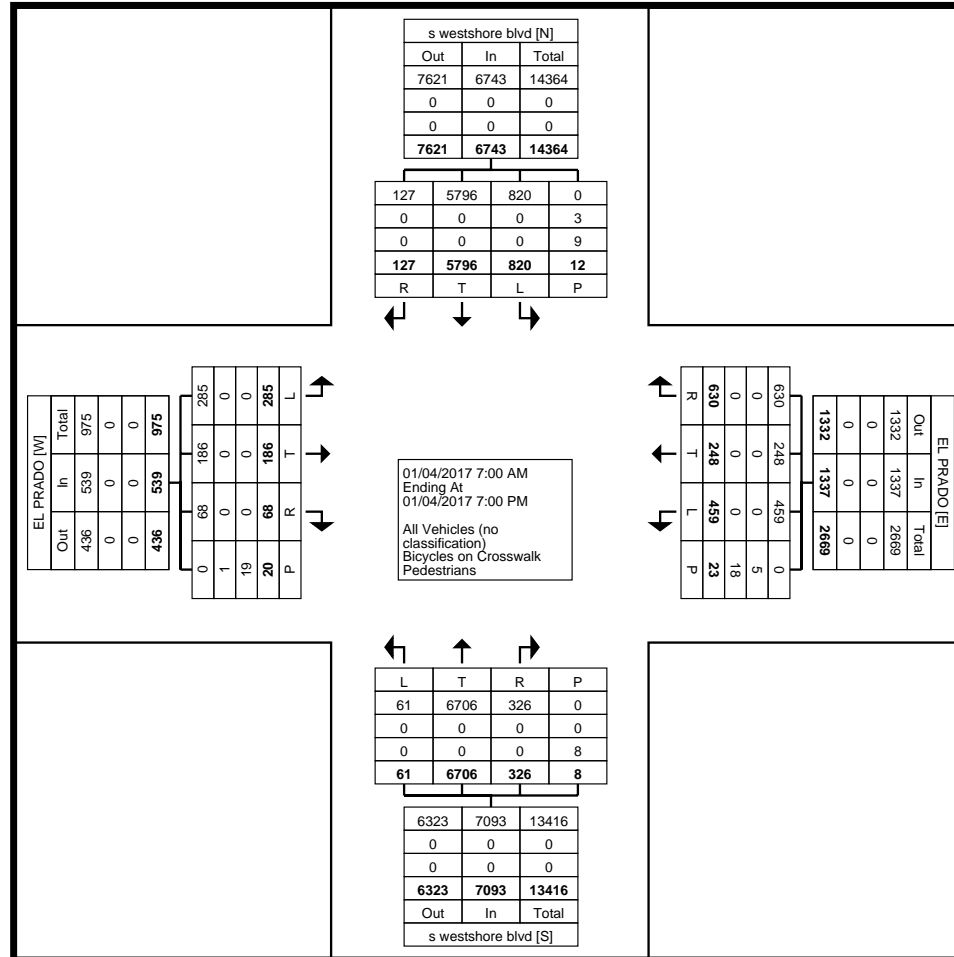 s westshore blvd [N]
Out In Total
7621 6743 14364
0 0 0
0 0 0
7621 6743 14364
127 5796 820 0
0 0 0 3
0 0 0 9
127 5796 820 12
R T L P
EL PRADO [W]
Total In Out
975 539 436
0 0 0
0 0 0
975 539 436
285 186 68 0
0 0 0 1
0 0 0 19
285 186 68 20
L T R P
01/04/2017 7:00 AM
Ending At
01/04/2017 7:00 PM
All Vehicles (no
classification)
Bicycles on Crosswalk
Pedestrians
R T L P
630 248 459 23
0 0 0 18
0 0 0 5
630 248 459 0
1332 1337 2669
0 0 0
0 0 0
1332 1337 2669
Out In Total
EL PRADO [E]
L T R P
61 6706 326 0
0 0 0 0
0 0 0 8
61 6706 326 8
6323 7093 13416
0 0 0
0 0 0
6323 7093 13416
Out In Total
s westshore blvd [S]